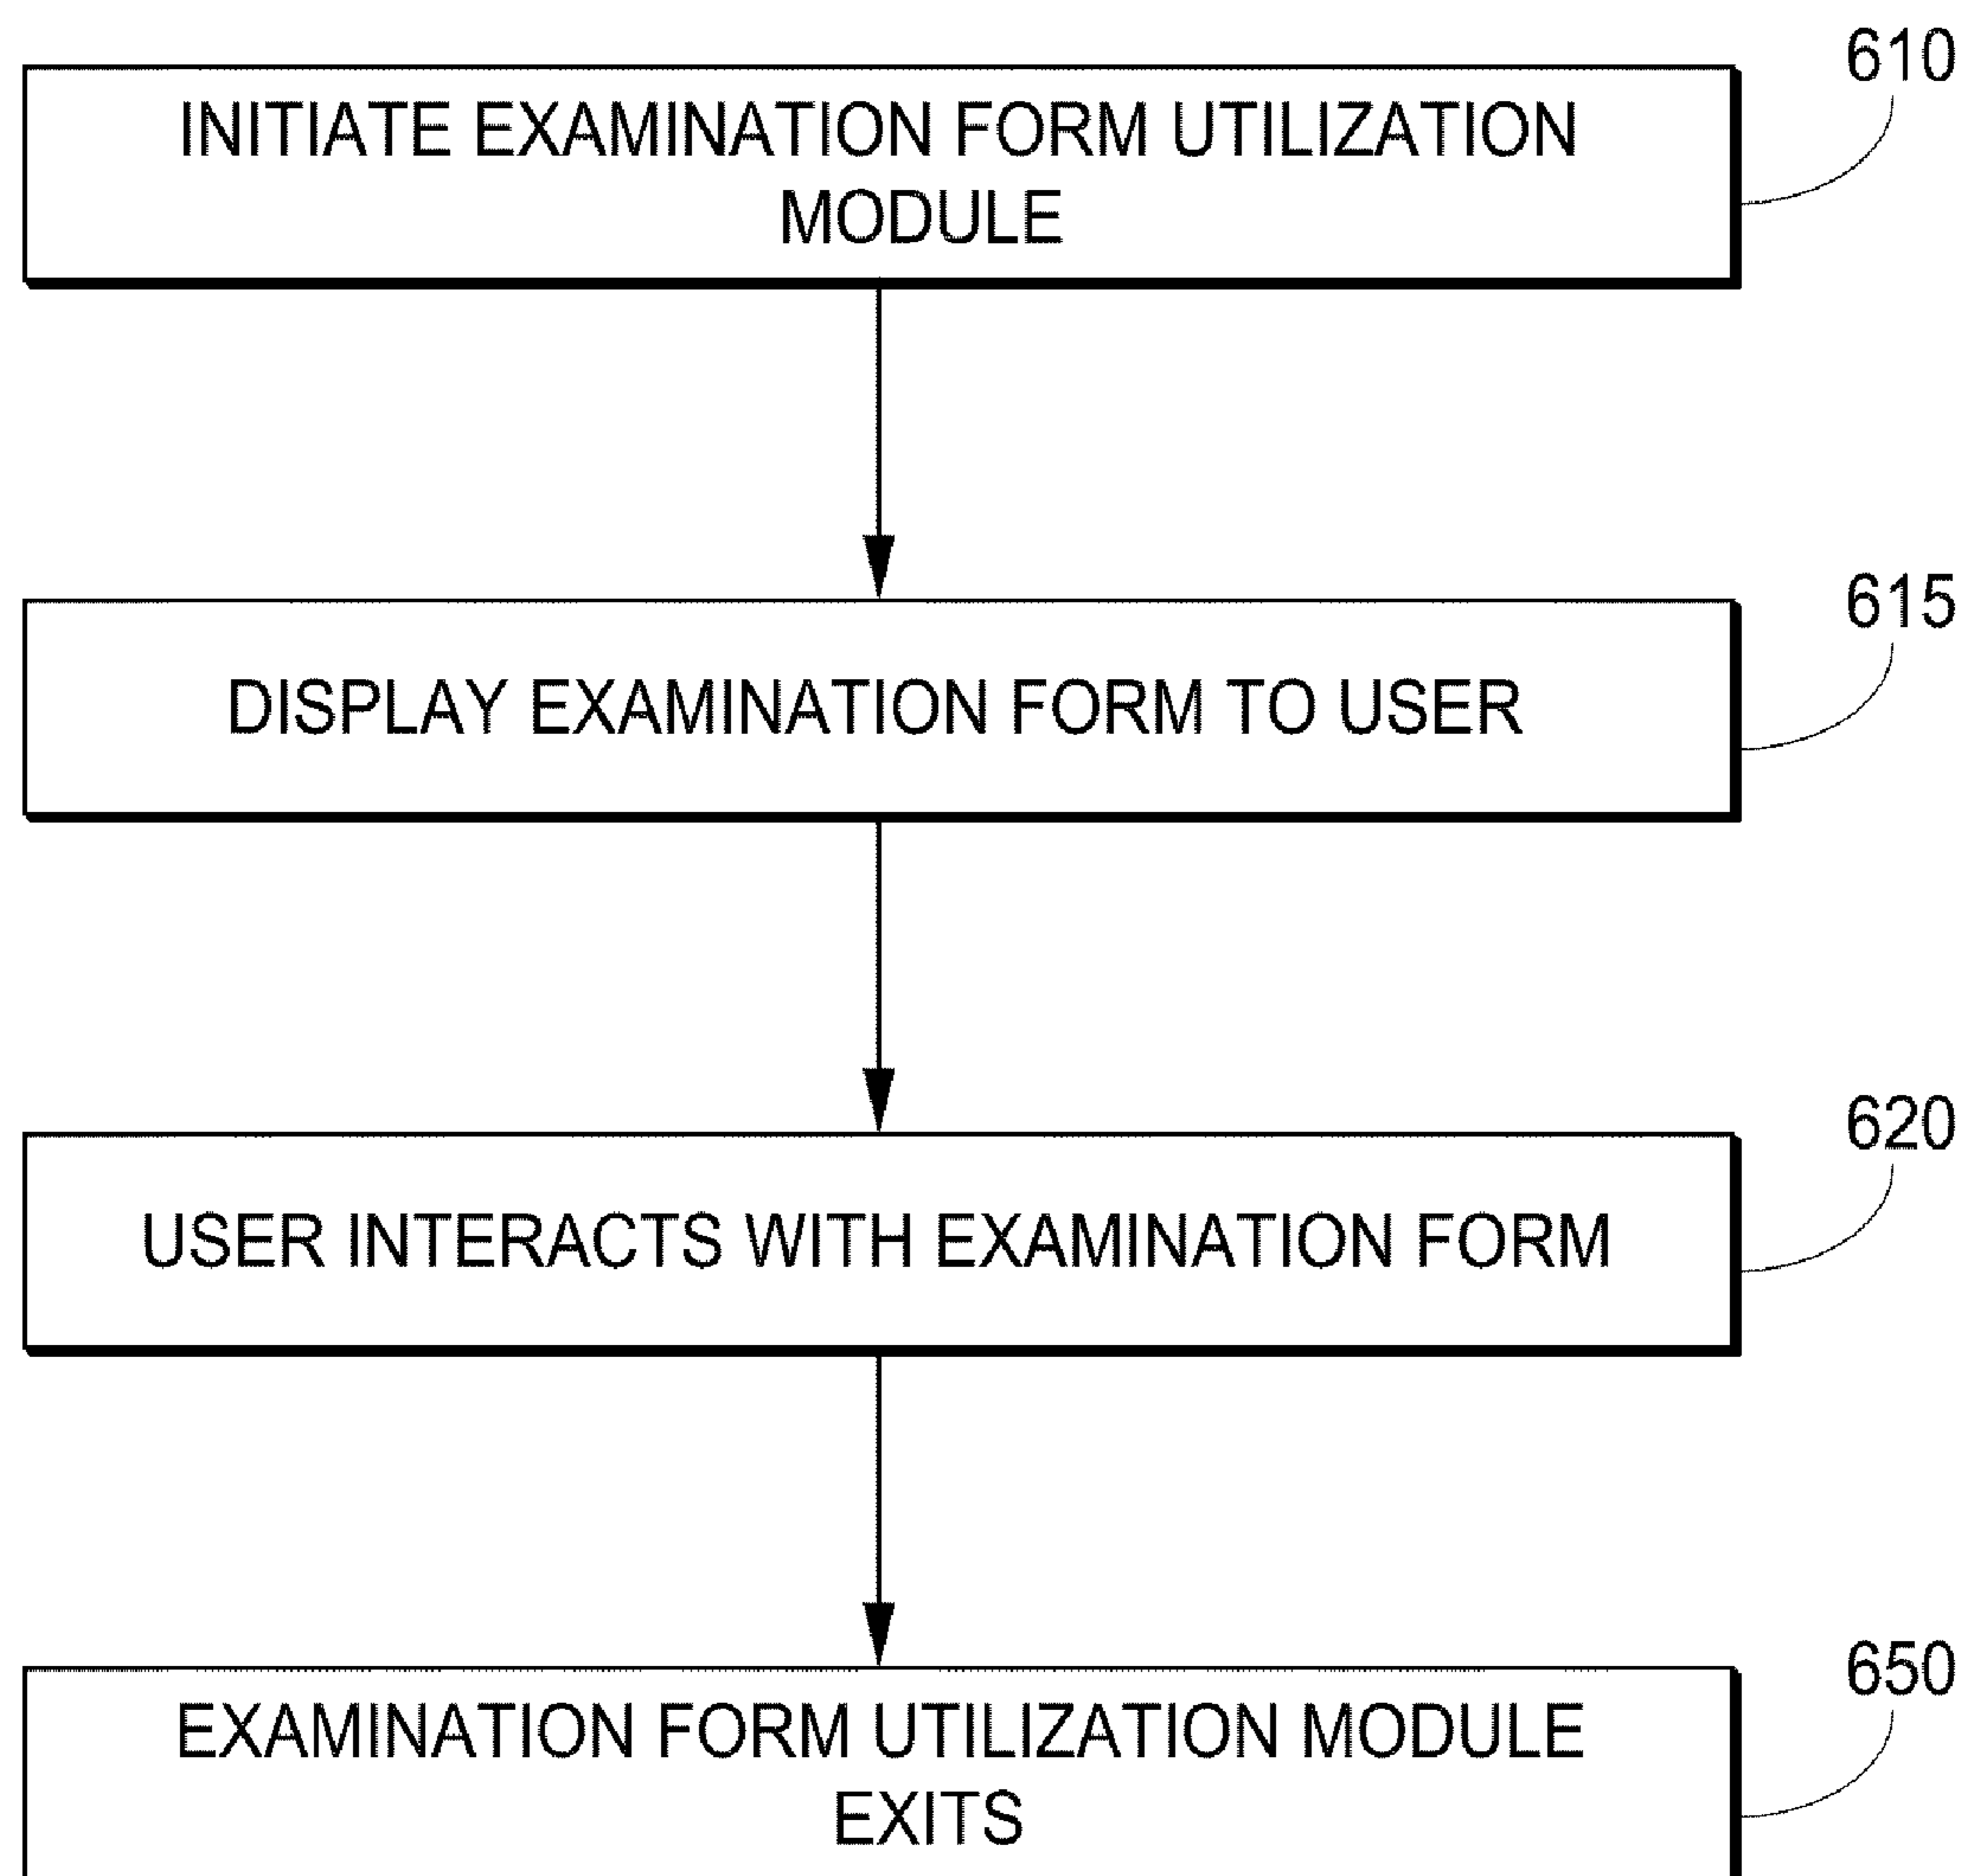 610
INITIATE EXAMINATION FORM UTILIZATION
MODULE
615
DISPLAY EXAMINATION FORM TO USER
620
USER INTERACTS WITH EXAMINATION FORM
650
EXAMINATION FORM UTILIZATION MODULE
EXITS